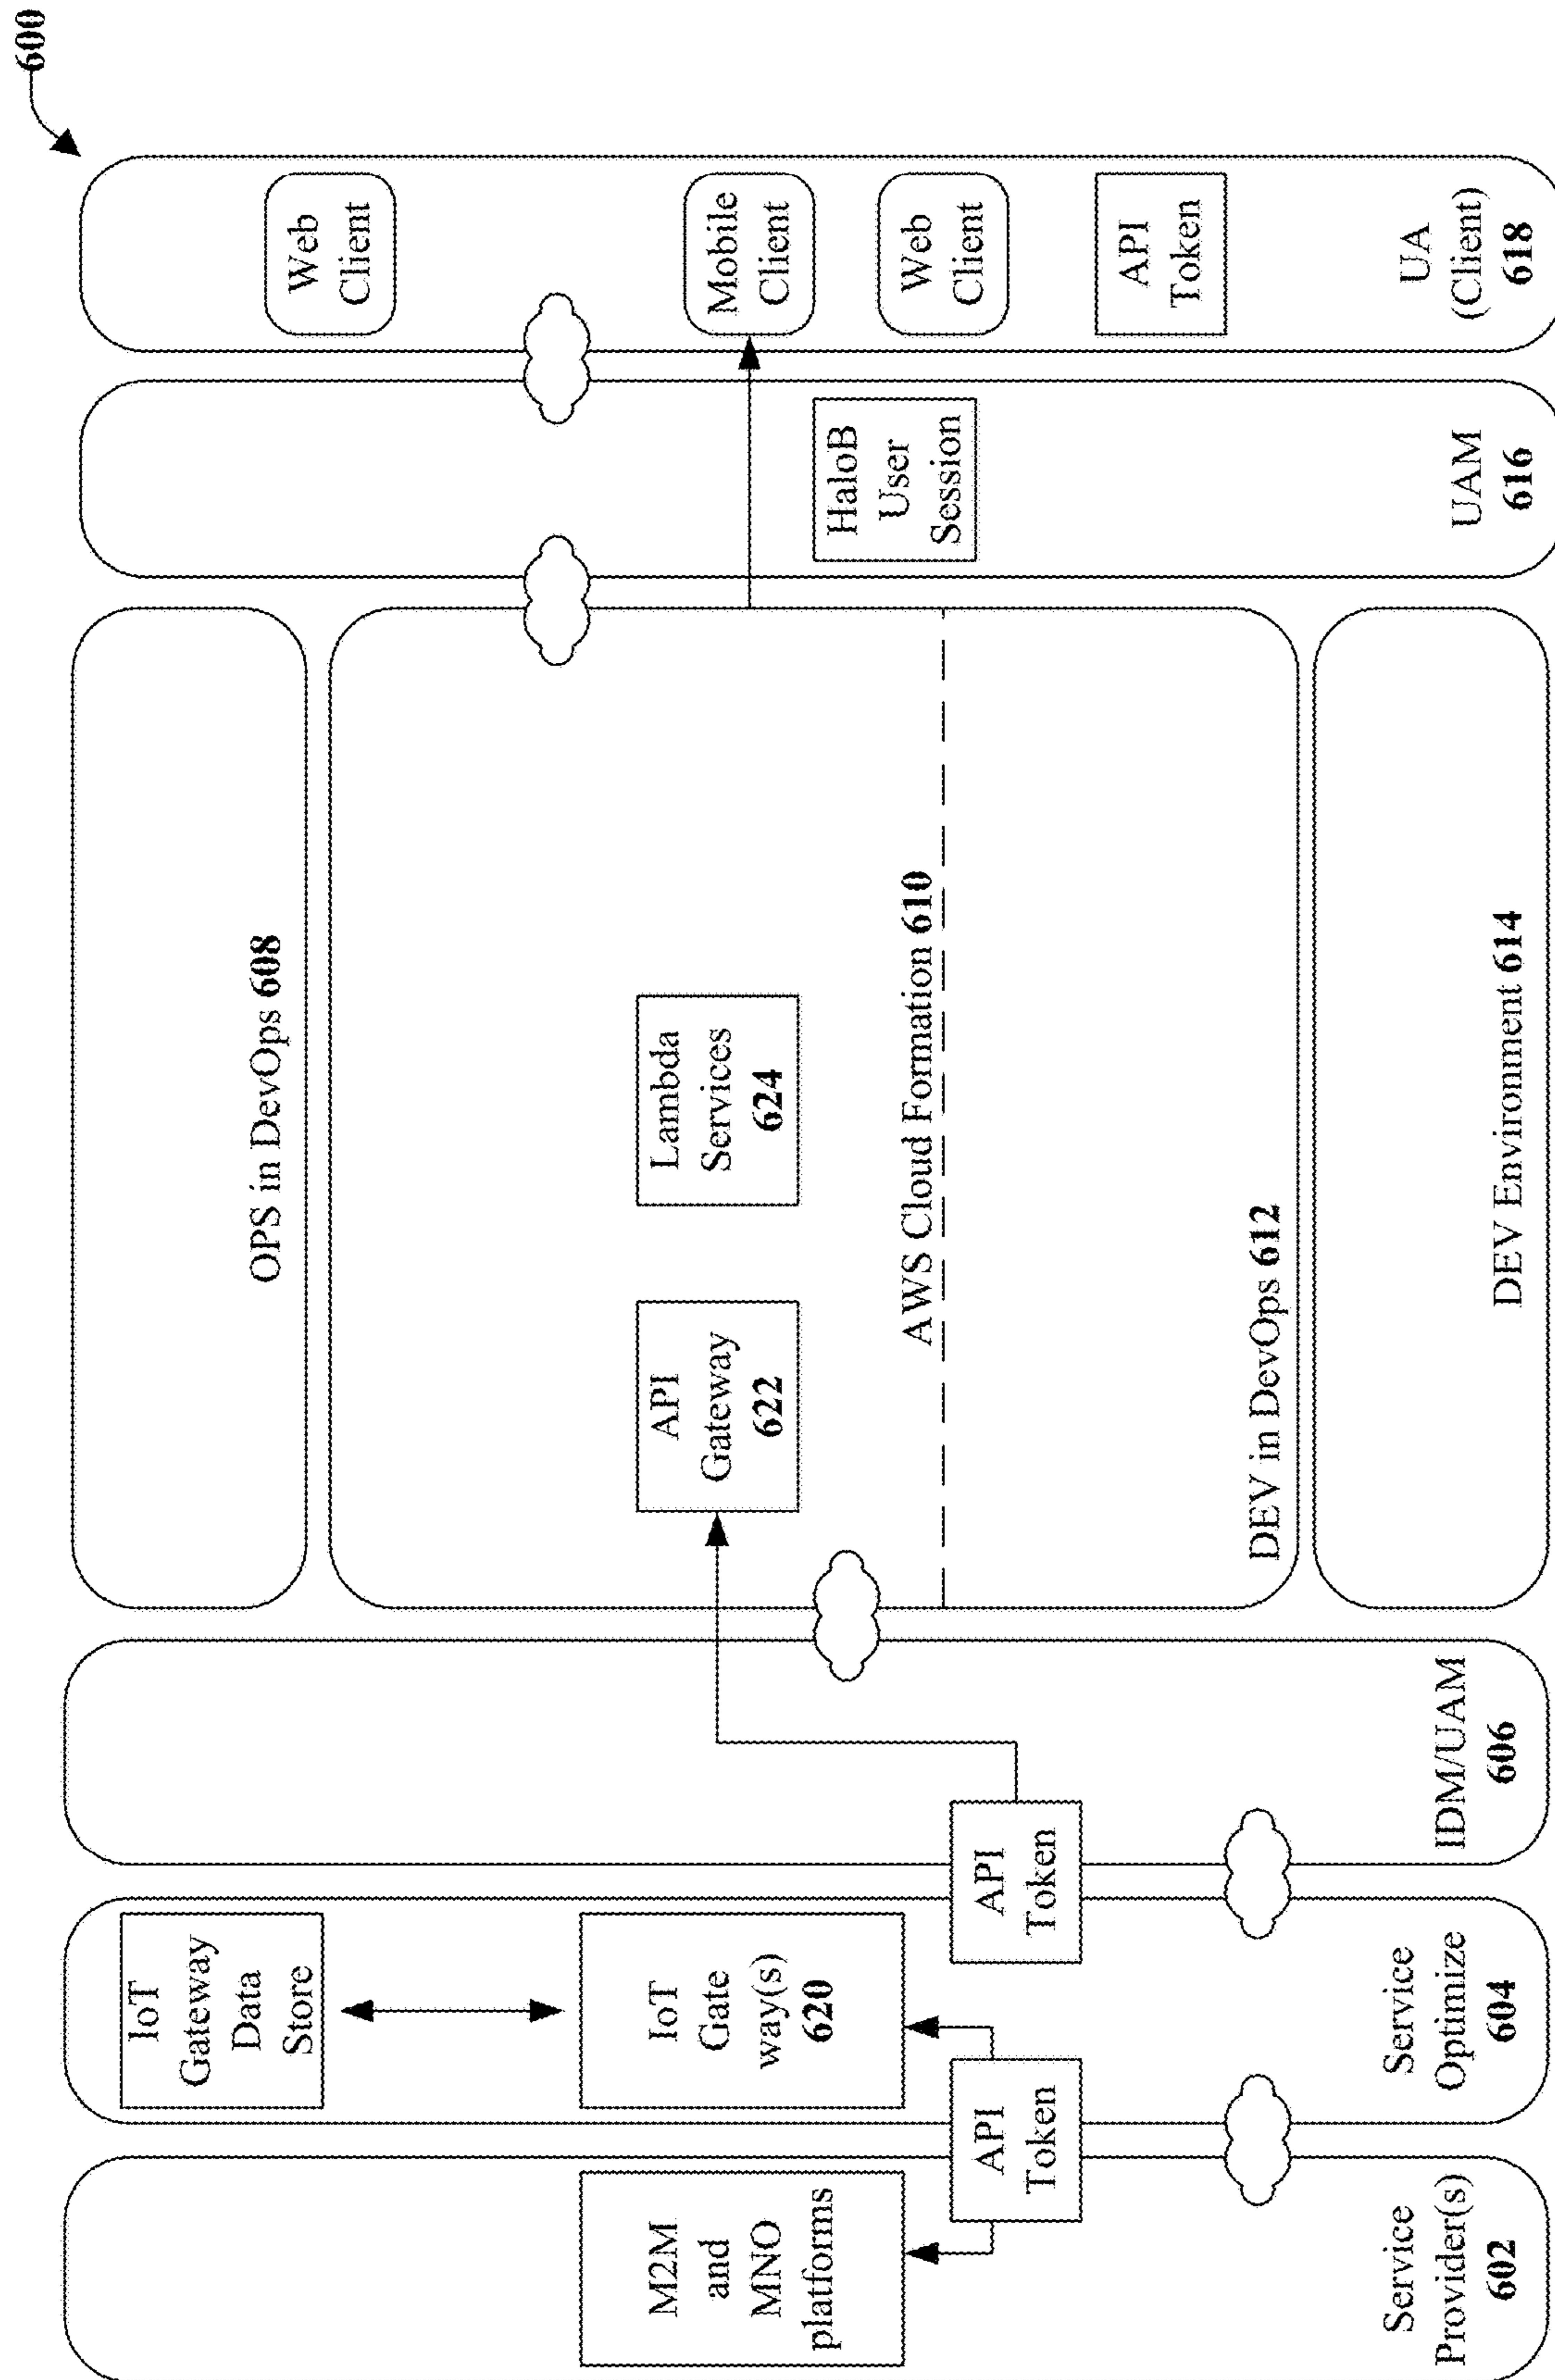 600
M2M
and
MNO
platforms
Service
Provider(s)
602
API
Token
IoT
Gateway
Data
Store
IoT
Gate
way(s)
620
Service
Optimize
604
API
Token
IDM/UAM
606
OPS in DevOps 608
API
Gateway
622
Lambda
Services
624
AWS Cloud Formation 610
DEV in DevOps 612
DEV Environment 614
HaloB
User
Session
UAM
616
Web
Client
Mobile
Client
Web
Client
API
Token
UA
(Client)
618